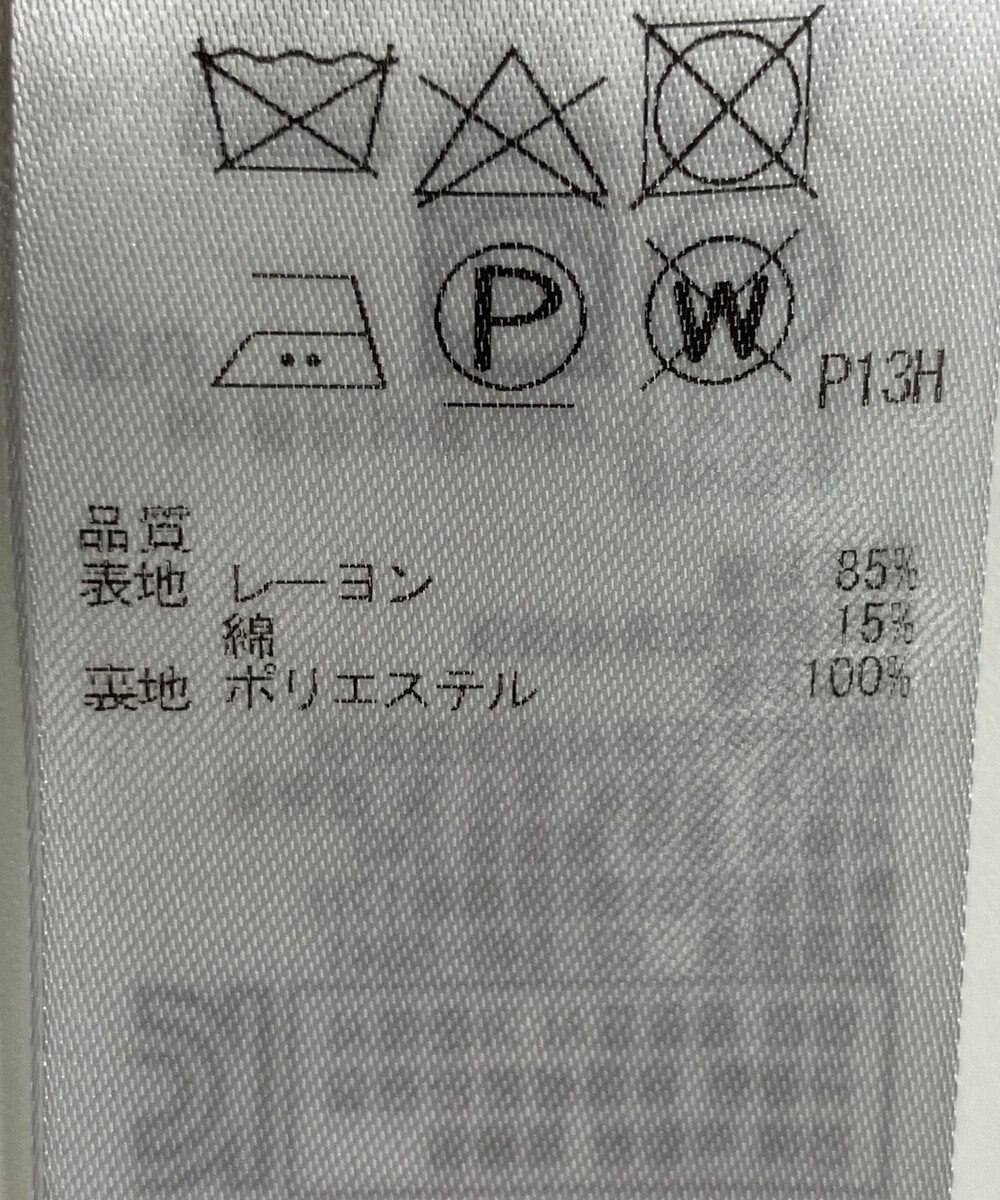 P W P13H
品質
表地 レーヨン 85%
綿 15%
裏地 ポリエステル 100%